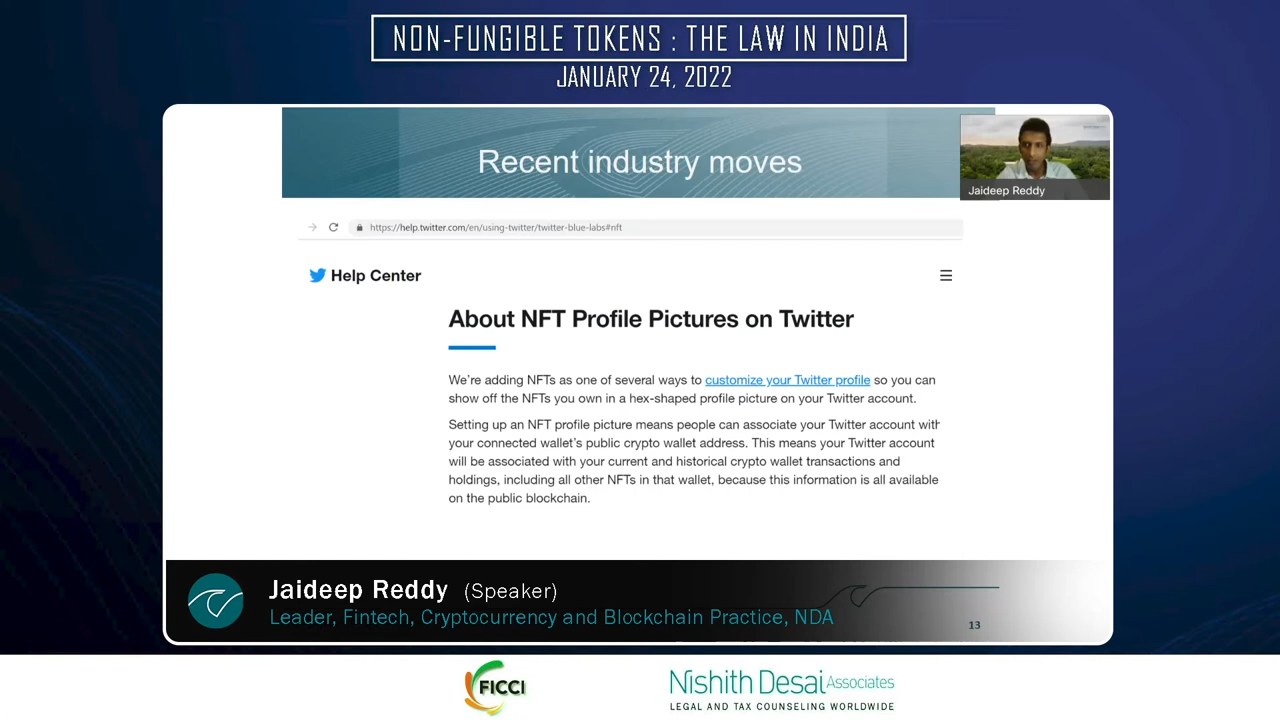 NON-FUNGIBLE TOKENS : THE LAW IN INDIA
JANUARY 24, 2022
Recent industry moves
Jaideep Reddy
https://help.twitter.com/en/using-twitter/twitter-blue-labs#nft
Help Center
About NFT Profile Pictures on Twitter
We're adding NFTs as one of several ways to customize your Twitter profile so you can
show off the NFTs you own in a hex-shaped profile picture on your Twitter account.
Setting up an NFT profile picture means people can associate your Twitter account with
your connected wallet's public crypto wallet address. This means your Twitter account
will be associated with your current and historical crypto wallet transactions and
holdings, including all other NFTs in that wallet, because this information is all available
on the public blockchain.
Jaideep Reddy (Speaker)
Leader, Fintech, Cryptocurrency and Blockchain Practice, NDA
13
FICCI
Nishith Desai Associates
LEGAL AND TAX COUNSELING WORLDWIDE